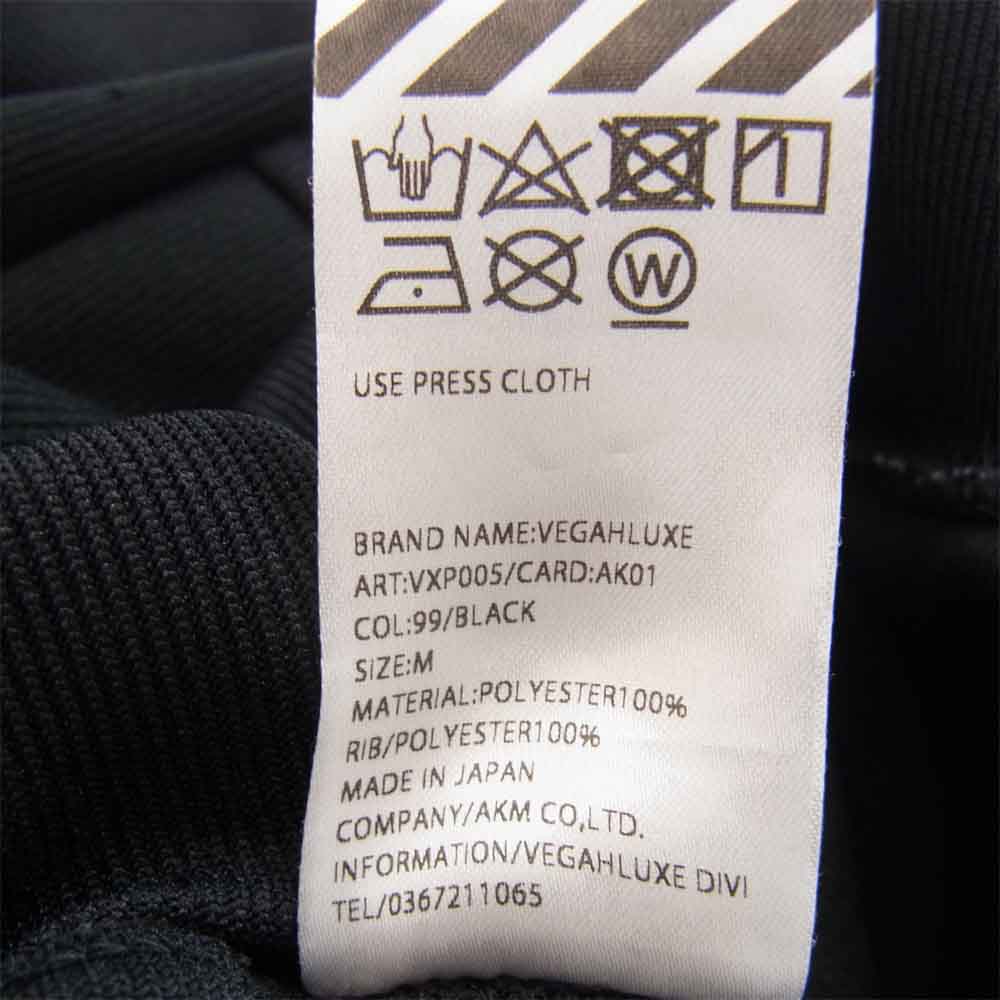 W
USE PRESS CLOTH
BRAND NAME:VEGAHLUXE
ART:VXP005/CARD:AK01
COL:99/BLACK
SIZE:M
MATERIAL:POLYESTER100%
RIB/POLYESTER100%
MADE IN JAPAN
COMPANY/AKM CO,LTD.
INFORMATION/VEGAHLUXE DIVI
TEL/0367211065